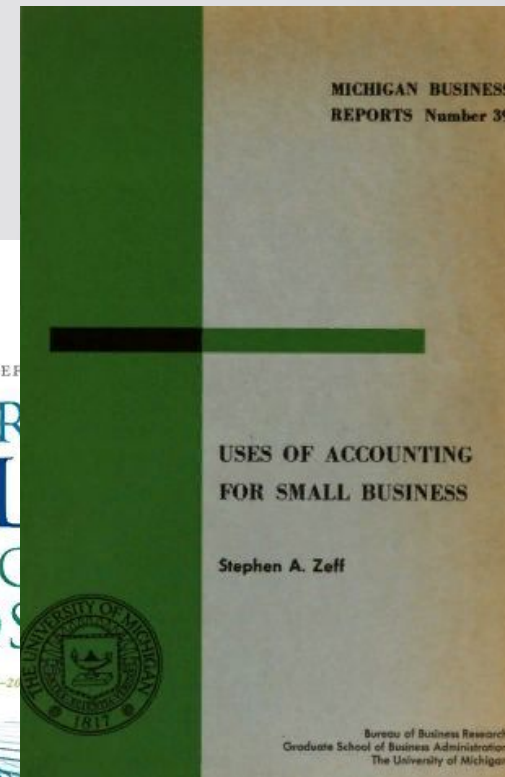 MICHIGAN BUSINESS
REPORTS Number 39
USES OF ACCOUNTING
FOR SMALL BUSINESS
Stephen A. Zeff
THE UNIVERSITY OF MICHIGAN
1817
Bureau of Business Research
Graduate School of Business Administration
The University of Michigan